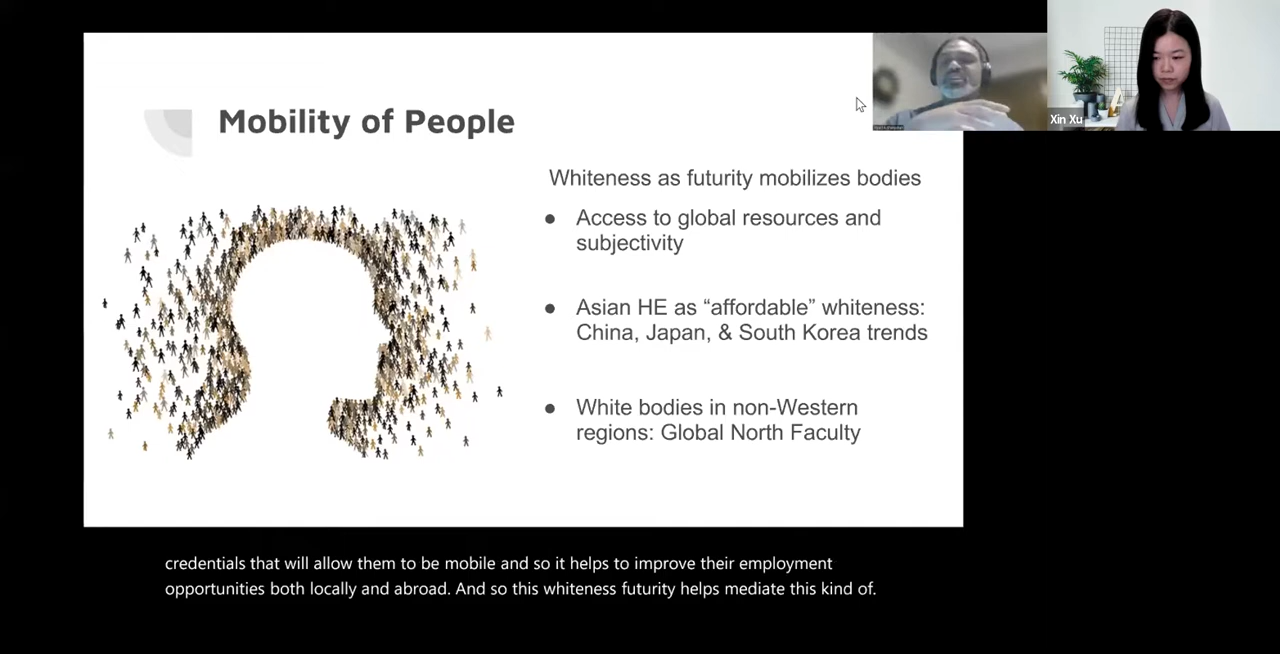 Mobility of People
Whiteness as futurity mobilizes bodies
● Access to global resources and
subjectivity
● Asian HE as “affordable” whiteness:
China, Japan, & South Korea trends
● White bodies in non-Western
regions: Global North Faculty
Xin Xu
credentials that will allow them to be mobile and so it helps to improve their employment
opportunities both locally and abroad. And so this whiteness futurity helps mediate this kind of.